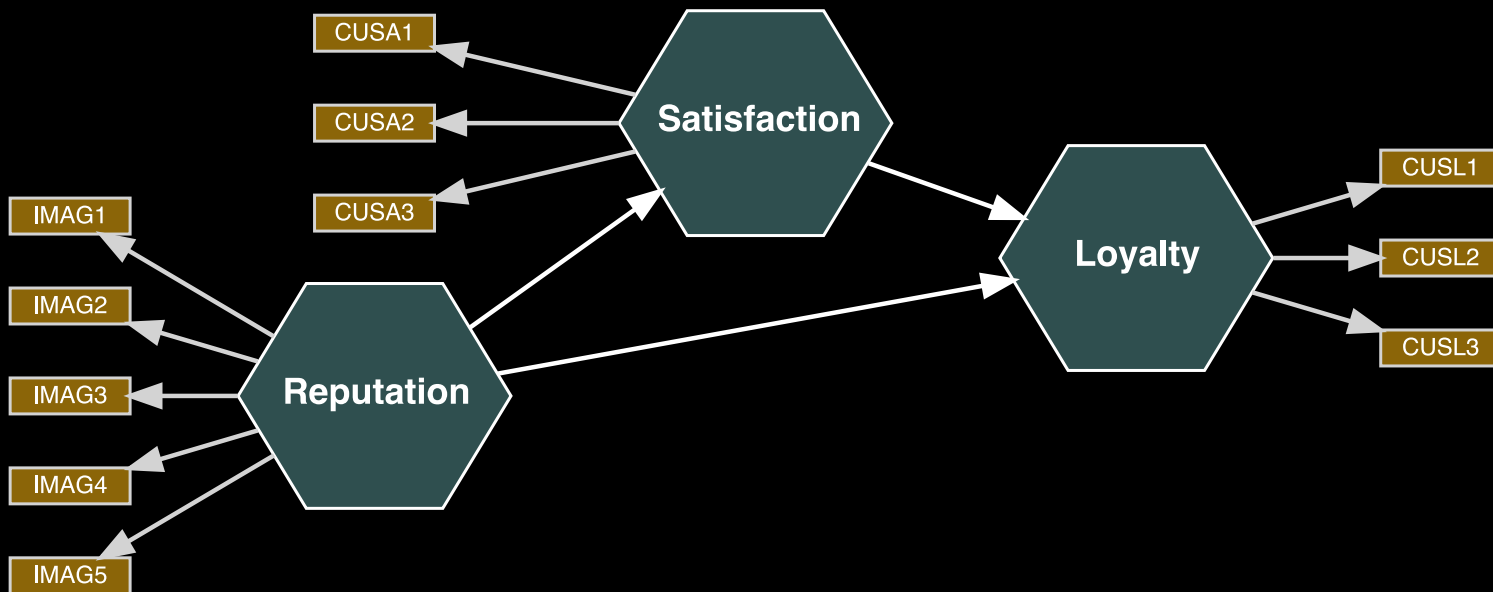 CUSA1
CUSA2
CUSA3
Satisfaction
IMAG1
IMAG2
IMAG3
IMAG4
IMAG5
Reputation
Loyalty
CUSL1
CUSL2
CUSL3